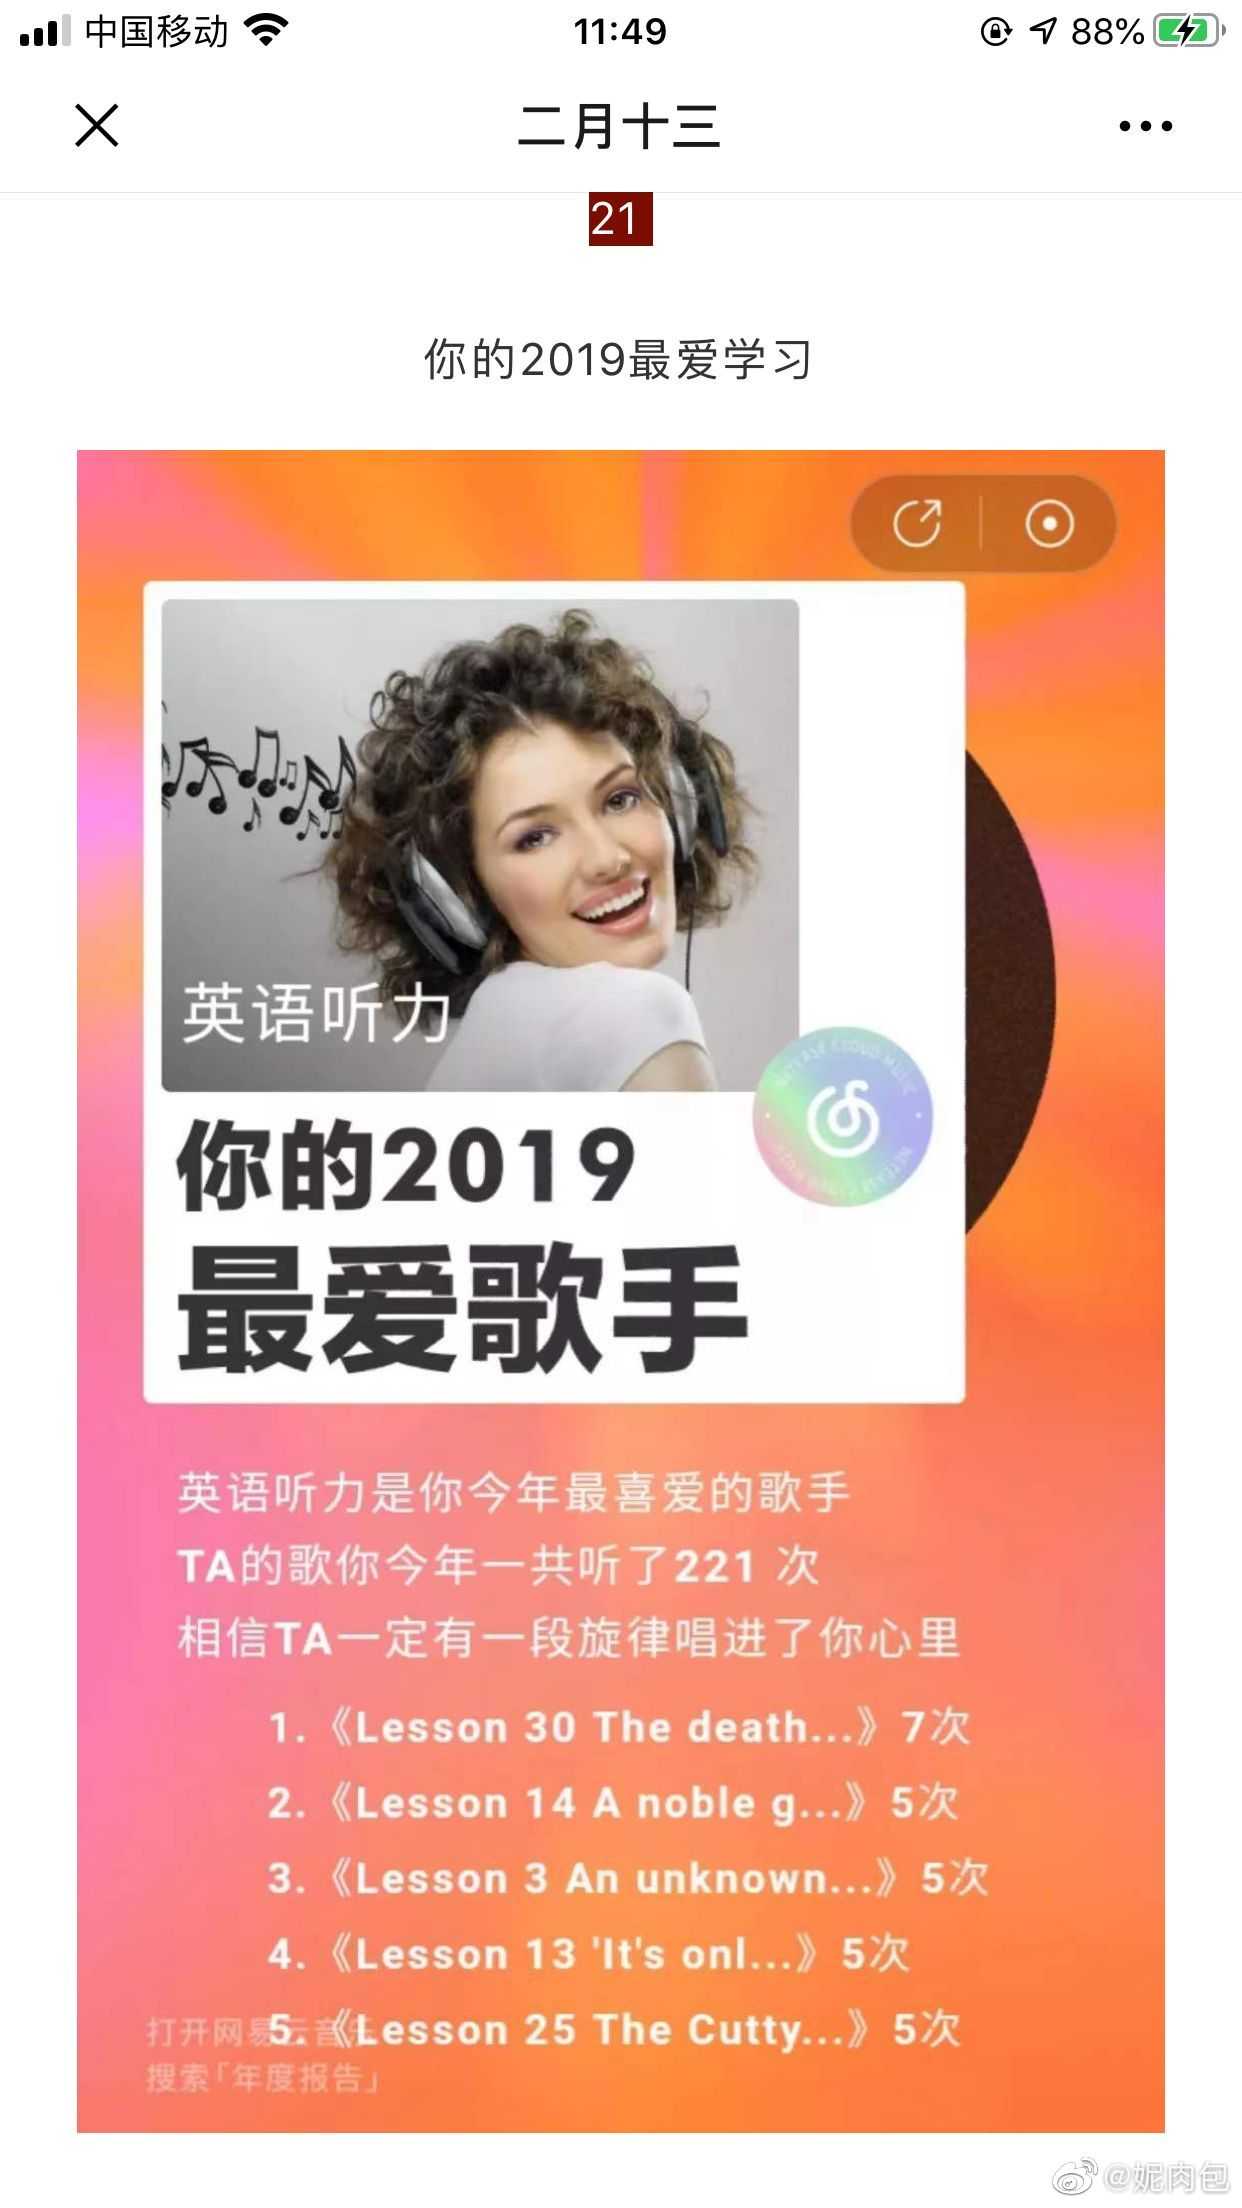 中国移动
11:49
88%
二月十三
21
你的2019最爱学习
英语听力
NETEASE CLOUD MUSIC
你的2019
最爱歌手
英语听力是你今年最喜爱的歌手
TA的歌你今年一共听了221 次
相信TA一定有一段旋律唱进了你心里
1.《Lesson 30 The death...》7次
2.《Lesson 14 A noble g...》5次
3.《Lesson 3 An unknown...》5次
4.《Lesson 13 'It's onl...》5次
5.《Lesson 25 The Cutty...》5次
打开网易云音乐
搜索「年度报告」
@妮肉包